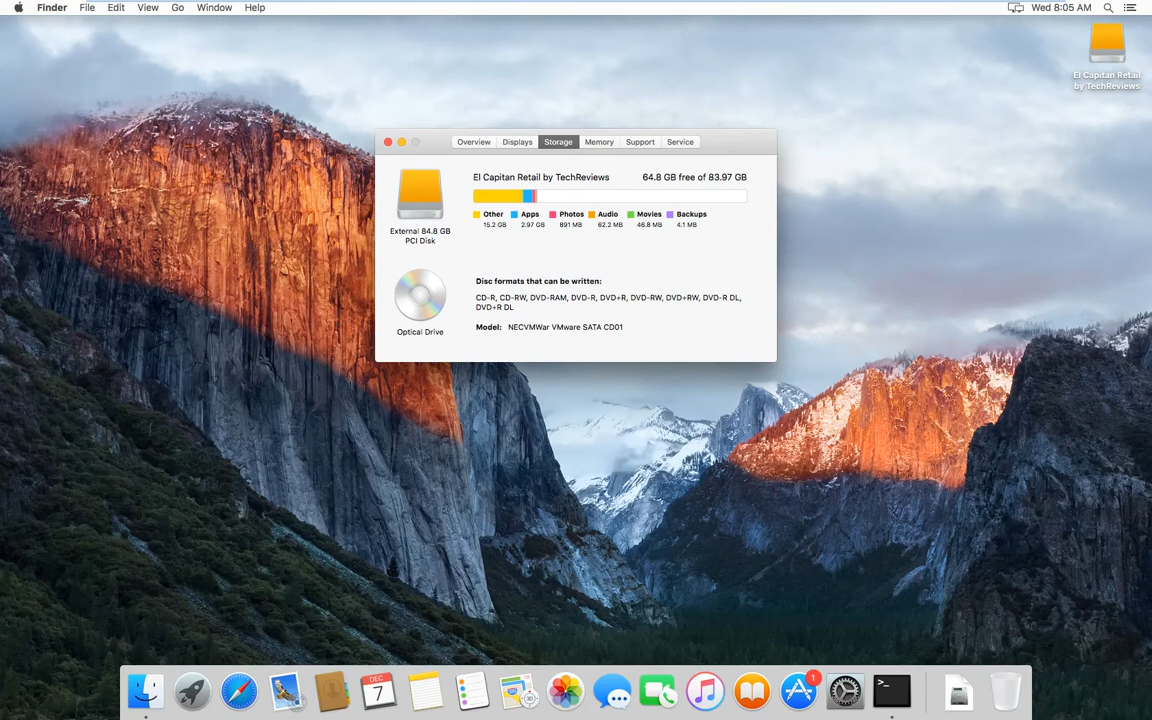 Finder File Edit View Go Window Help
Wed 8:05 AM
El Capitan Retail
by TechReviews
Overview Displays Storage Memory Support Service
El Capitan Retail by TechReviews 64.8 GB free of 83.97 GB
Other Apps Photos Audio Movies Backups
15.2 GB 2.97 GB 891 MB 62.2 MB 46.8 MB 4.1 MB
External 84.8 GB
PCI Disk
Disc formats that can be written:
CD-R, CD-RW, DVD-RAM, DVD-R, DVD+R, DVD-RW, DVD+RW, DVD-R DL,
DVD+R DL
Model: NECVMWar VMware SATA CD01
Optical Drive
DEC
7
1
>_